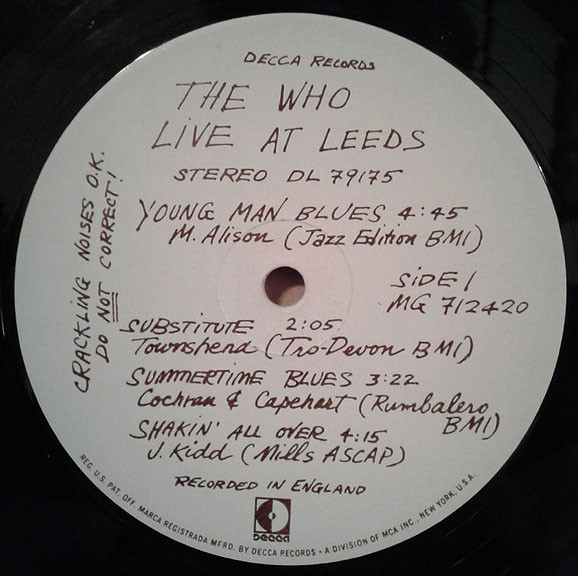 DECCA RECORDS
THE WHO
LIVE AT LEEDS
STEREO DL 79175
YOUNG MAN BLUES 4:45
M. Alison (Jazz Edition BMI)
SIDE 1
MG 712420
CRACKLING NOISES O.K.
DO NOT CORRECT!
SUBSTITUTE 2:05
Townshend (Tro-Devon BMI)
SUMMERTIME BLUES 3:22
Cochran & Capehart (Rumbalero
BMI)
SHAKIN' ALL OVER 4:15
J. Kidd (Mills ASCAP)
RECORDED IN ENGLAND
DECCA
REG. U.S. PAT. OFF. MARCA REGISTRADA MFRD. BY DECCA RECORDS • A DIVISION OF MCA INC., NEW YORK, U.S.A.